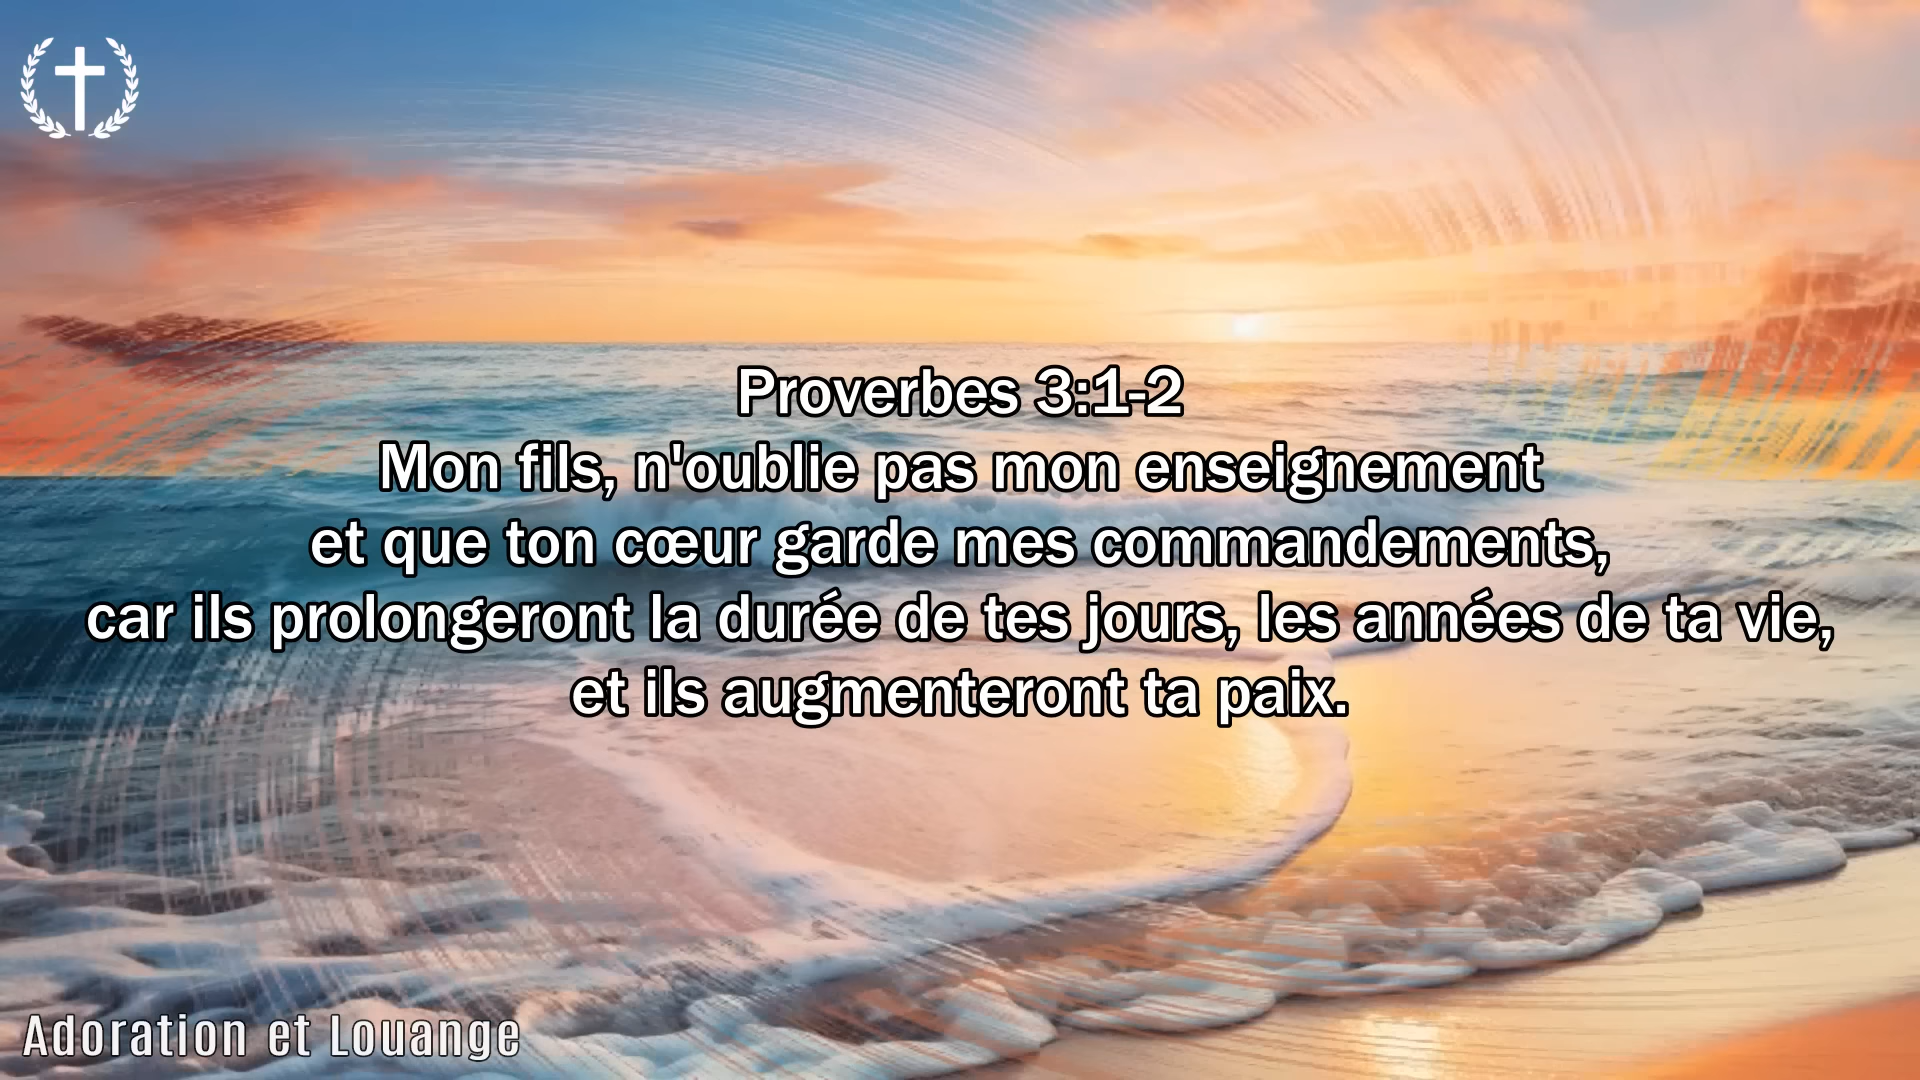 Proverbes 3:1-2
Mon fils, n'oublie pas mon enseignement
et que ton cœur garde mes commandements,
car ils prolongeront la durée de tes jours, les années de ta vie,
et ils augmenteront ta paix.
Adoration et Louange